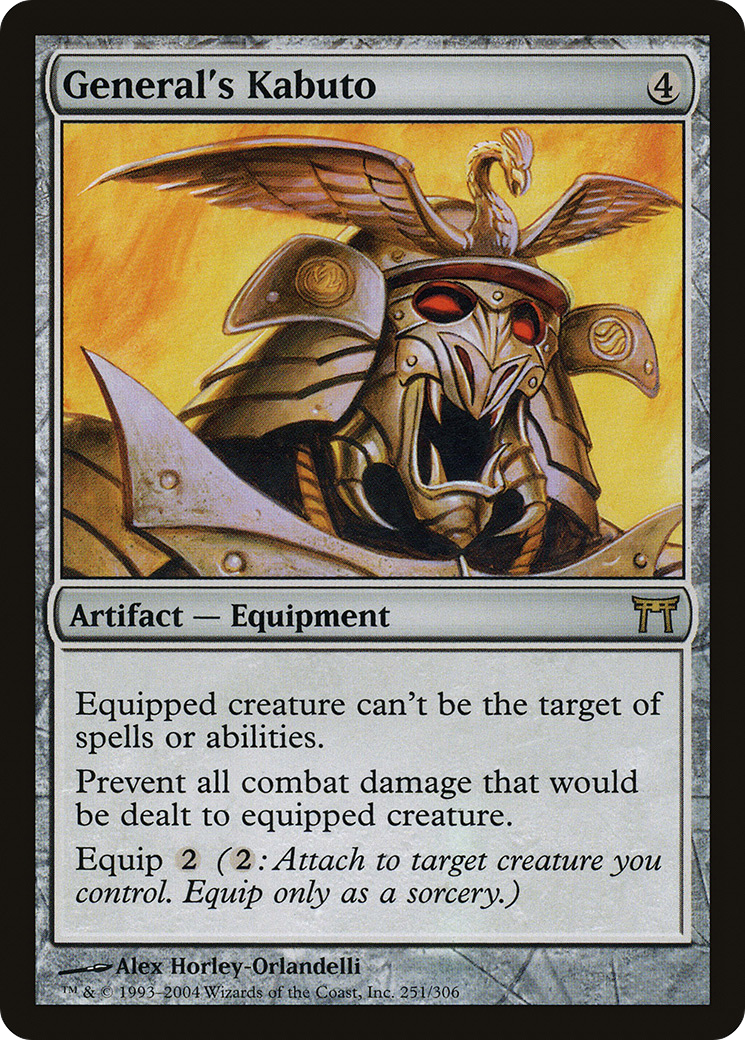 General's Kabuto
4
Artifact — Equipment
Equipped creature can't be the target of
spells or abilities.
Prevent all combat damage that would
be dealt to equipped creature.
Equip 2 (2: Attach to target creature you
control. Equip only as a sorcery.)
Alex Horley-Orlandelli
™ & © 1993–2004 Wizards of the Coast, Inc. 251/306